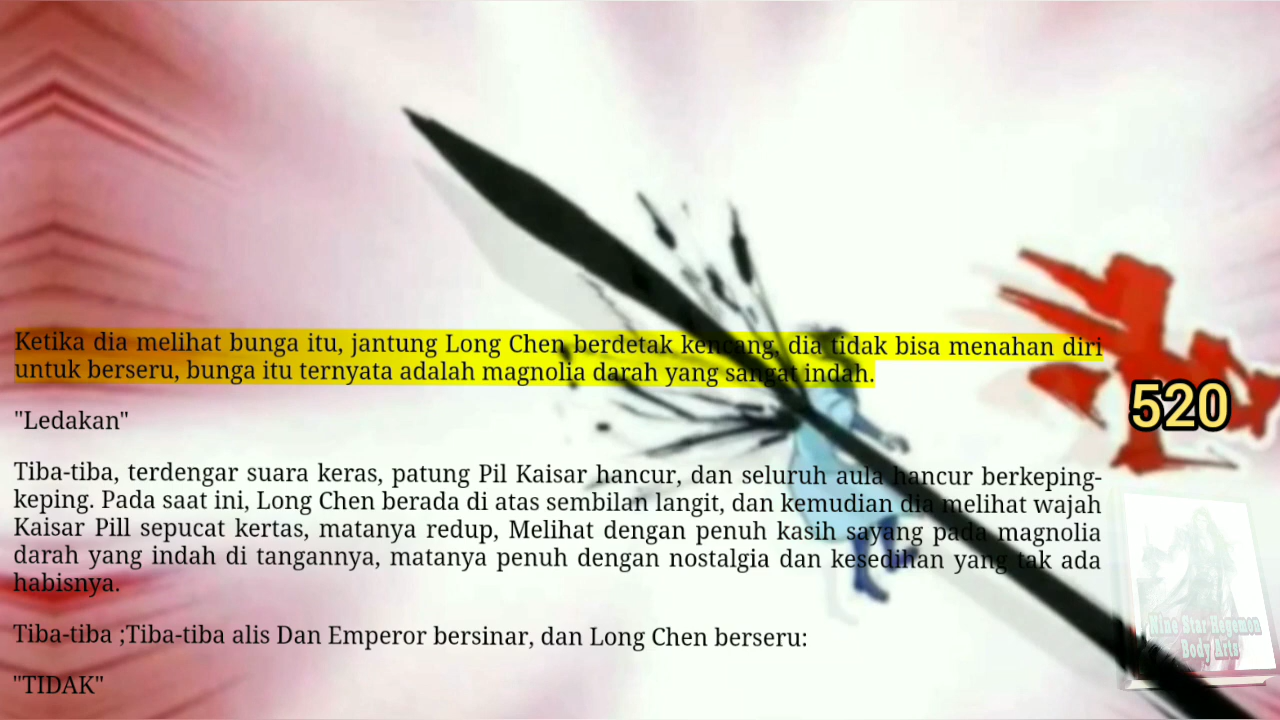 Ketika dia melihat bunga itu, jantung Long Chen berdetak kencang, dia tidak bisa menahan diri
untuk berseru, bunga itu ternyata adalah magnolia darah yang sangat indah.
"Ledakan"
Tiba-tiba, terdengar suara keras, patung Pil Kaisar hancur, dan seluruh aula hancur berkeping-
keping. Pada saat ini, Long Chen berada di atas sembilan langit, dan kemudian dia melihat wajah
Kaisar Pill sepucat kertas, matanya redup, Melihat dengan penuh kasih sayang pada magnolia
darah yang indah di tangannya, matanya penuh dengan nostalgia dan kesedihan yang tak ada
habisnya.
Tiba-tiba ;Tiba-tiba alis Dan Emperor bersinar, dan Long Chen berseru:
"TIDAK"
520
Nine Star Hegemon
Body Arts